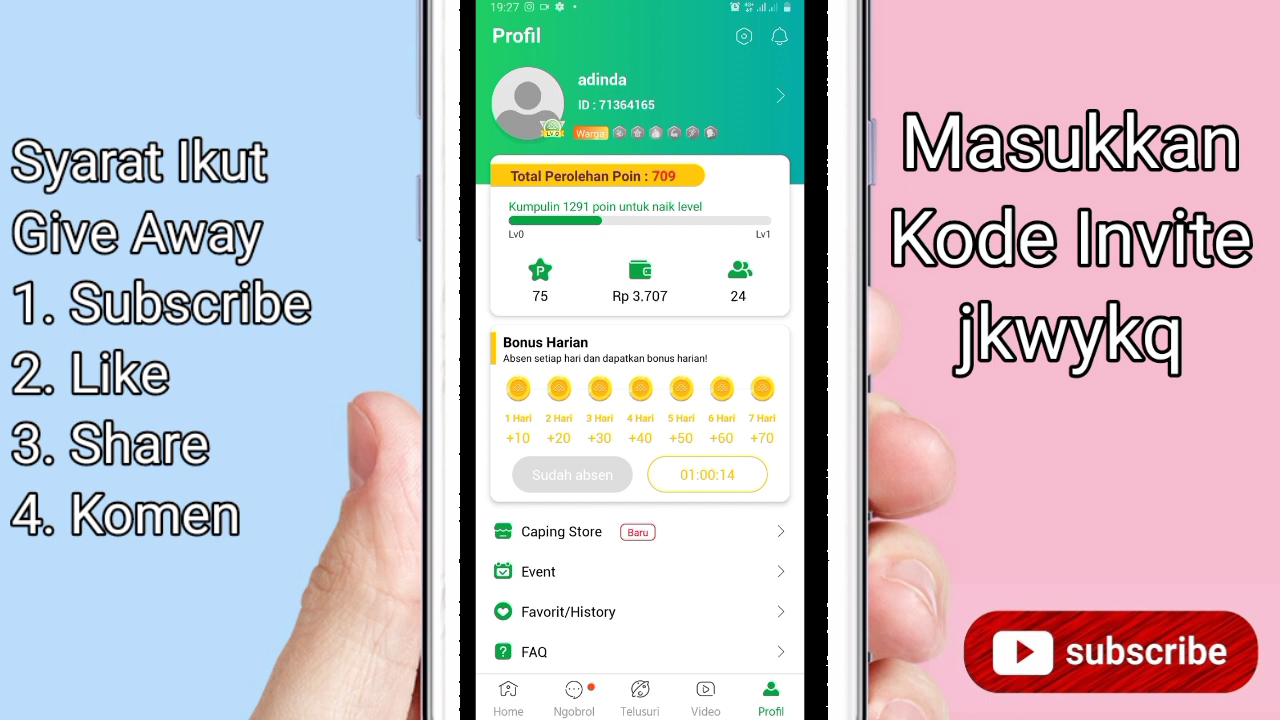 Syarat Ikut
Give Away
1. Subscribe
2. Like
3. Share
4. Komen
19:27
Profil
adinda
ID : 71364165
Warga
Total Perolehan Poin : 709
Kumpulin 1291 poin untuk naik level
Lv0 Lv1
75 Rp 3.707 24
Bonus Harian
Absen setiap hari dan dapatkan bonus harian!
1 Hari 2 Hari 3 Hari 4 Hari 5 Hari 6 Hari 7 Hari
+10 +20 +30 +40 +50 +60 +70
Sudah absen 01:00:14
Caping Store Baru
Event
Favorit/History
FAQ
Home Ngobrol Telusuri Video Profil
Masukkan
Kode Invite
jkwykq
subscribe